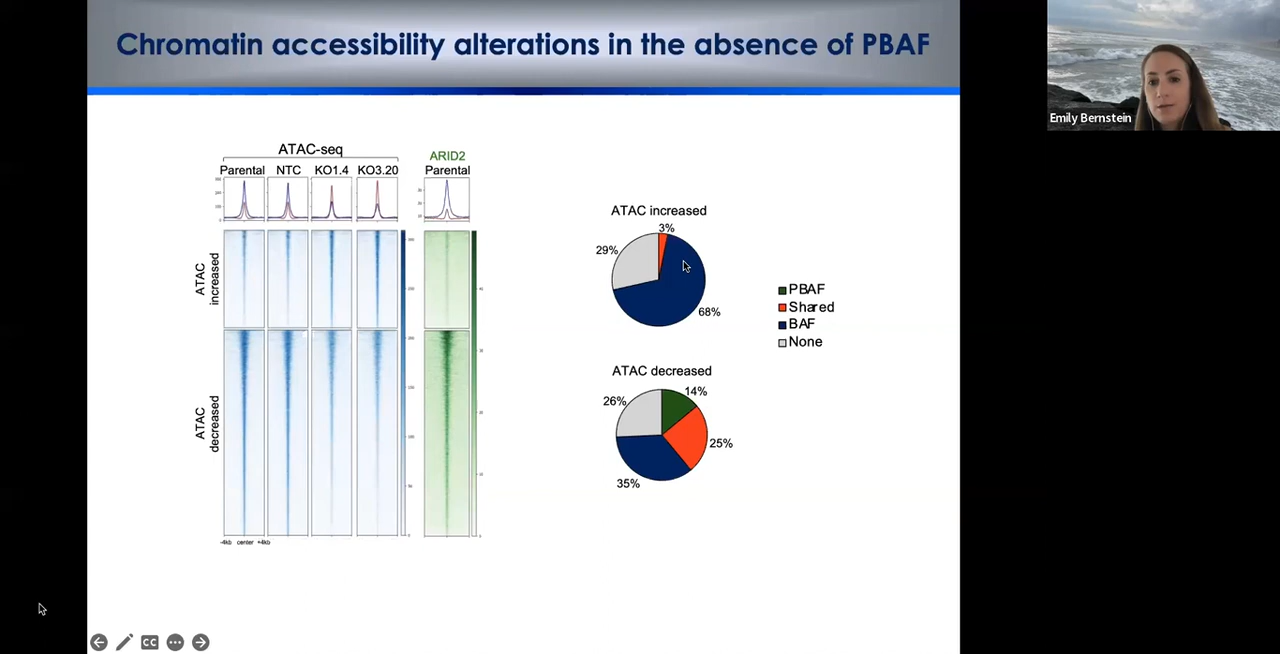 Chromatin accessibility alterations in the absence of PBAF
Emily Bernstein
ATAC-seq
Parental NTC KO1.4 KO3.20
ARID2
Parental
ATAC increased
ATAC decreased
-4kb center +4kb
ATAC increased
3%
29%
68%
PBAF
Shared
BAF
None
ATAC decreased
14%
26%
25%
35%
CC